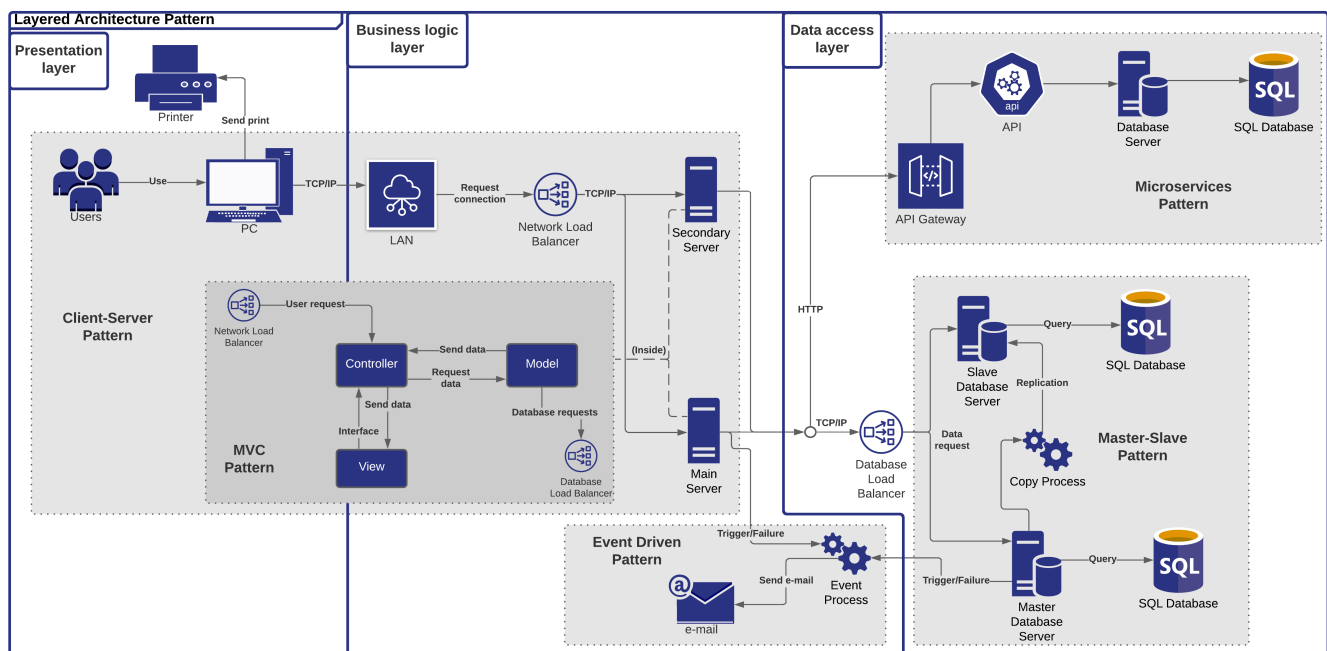 Layered Architecture Pattern
Presentation
layer
Business logic
layer
Data access
layer
Printer
Send print
Users
Use
PC
TCP/IP
LAN
Request
connection
Network Load
Balancer
TCP/IP
Secondary
Server
Client-Server
Pattern
Network Load
Balancer
User request
Controller
Send data
Request
data
Model
Send data
Interface
View
Database requests
Database
Load Balancer
MVC
Pattern
(Inside)
Main
Server
Event Driven
Pattern
Trigger/Failure
Send e-mail
Event
Process
@
e-mail
HTTP
TCP/IP
API Gateway
api
API
Database
Server
SQL
SQL Database
Microservices
Pattern
Database
Load
Balancer
Data
request
Slave
Database
Server
Query
SQL
SQL Database
Replication
Copy Process
Master-Slave
Pattern
Trigger/Failure
Master
Database
Server
Query
SQL
SQL Database